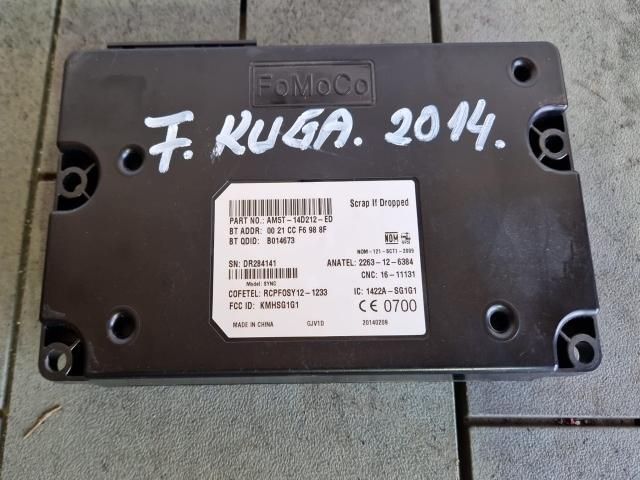 FoMoCo
F. KUGA. 2014.
Scrap If Dropped
PART NO.: AM5T-14D212-ED
BT ADDR: 00 21 CC F6 98 8F
BT QDID: B014673
NOM
NOM-121-SCT1-2009
SN: DR284141
ANATEL: 2263-12-6384
CNC: 16-11131
Model: SYNC
COFETEL: RCPFOSY12-1233
IC: 1422A-SG1G1
FCC ID: KMHSG1G1
CE 0700
MADE IN CHINA GJV1D 20140209